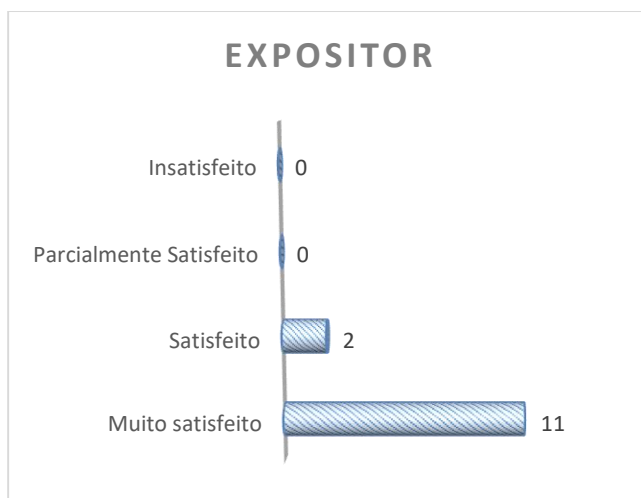 EXPOSITOR
Insatisfeito 0
Parcialmente Satisfeito 0
Satisfeito 2
Muito satisfeito 11